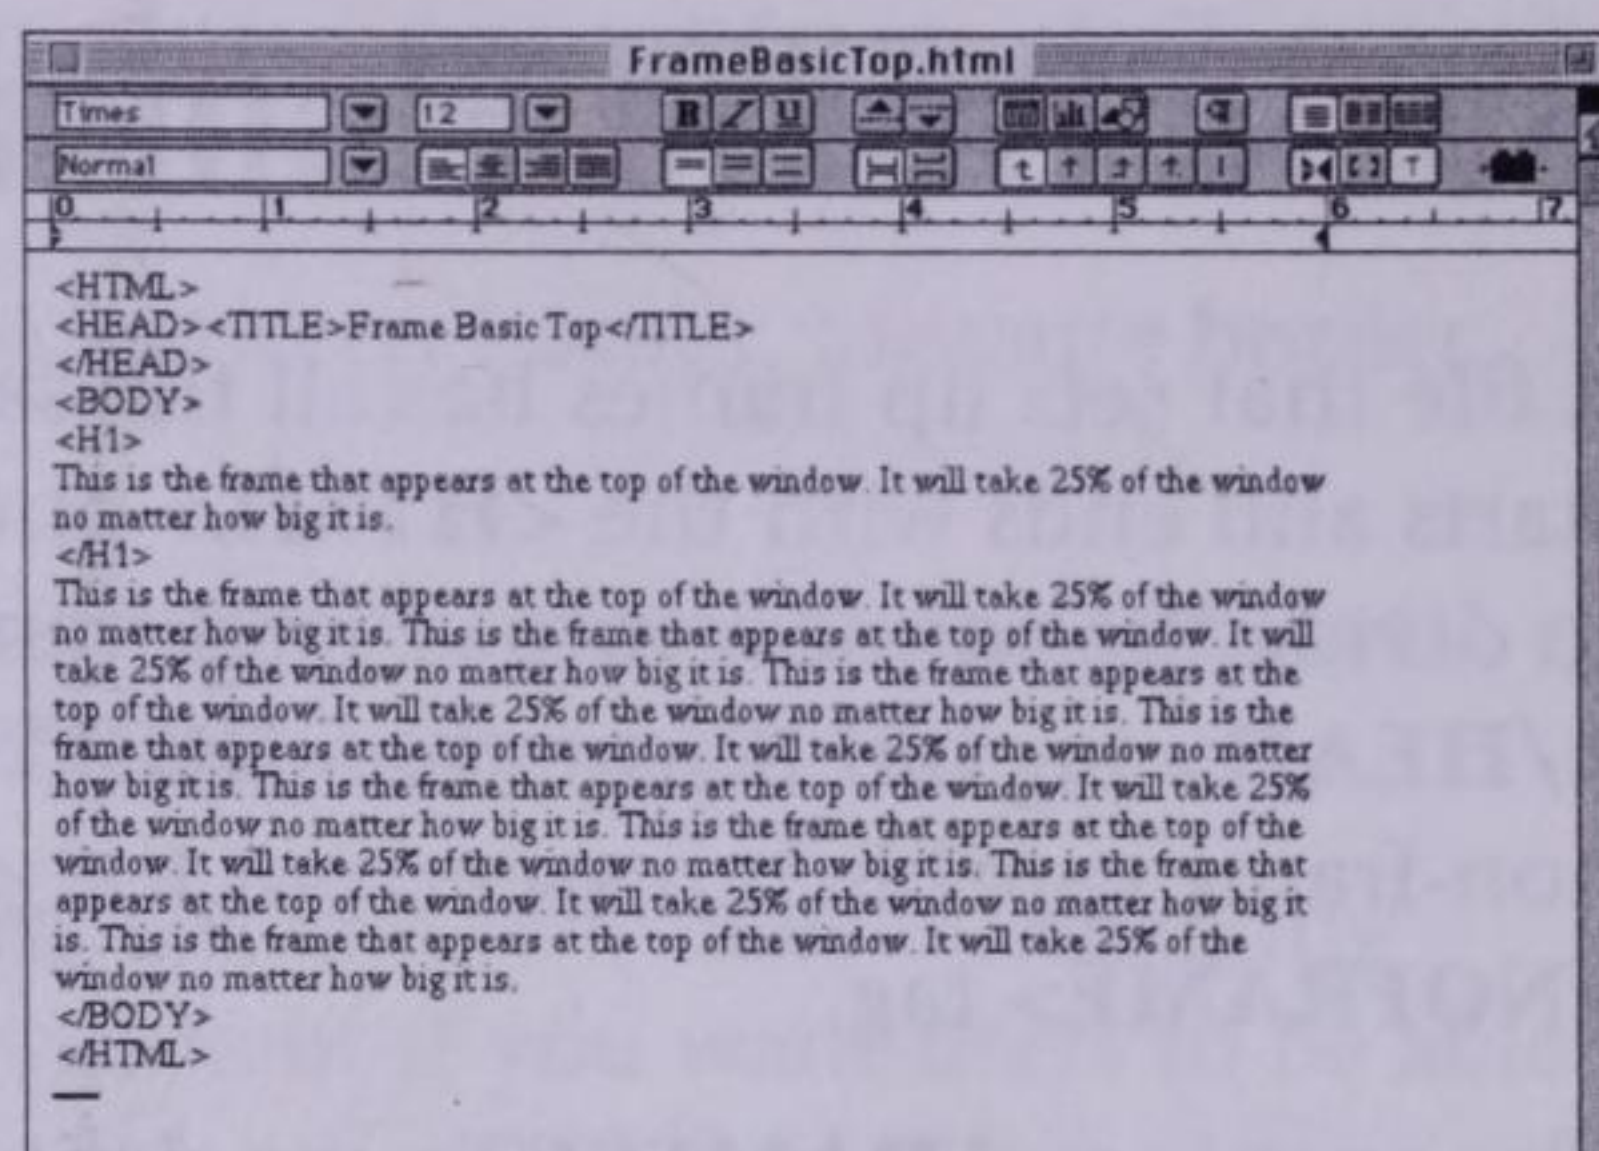 FrameBasicTop.html
Times 12 B I U
Normal
0 1 2 3 4 5 6 7
<HTML>
<HEAD><TITLE>Frame Basic Top</TITLE>
</HEAD>
<BODY>
<H1>
This is the frame that appears at the top of the window. It will take 25% of the window
no matter how big it is.
</H1>
This is the frame that appears at the top of the window. It will take 25% of the window
no matter how big it is. This is the frame that appears at the top of the window. It will
take 25% of the window no matter how big it is. This is the frame that appears at the
top of the window. It will take 25% of the window no matter how big it is. This is the
frame that appears at the top of the window. It will take 25% of the window no matter
how big it is. This is the frame that appears at the top of the window. It will take 25%
of the window no matter how big it is. This is the frame that appears at the top of the
window. It will take 25% of the window no matter how big it is. This is the frame that
appears at the top of the window. It will take 25% of the window no matter how big it
is. This is the frame that appears at the top of the window. It will take 25% of the
window no matter how big it is.
</BODY>
</HTML>